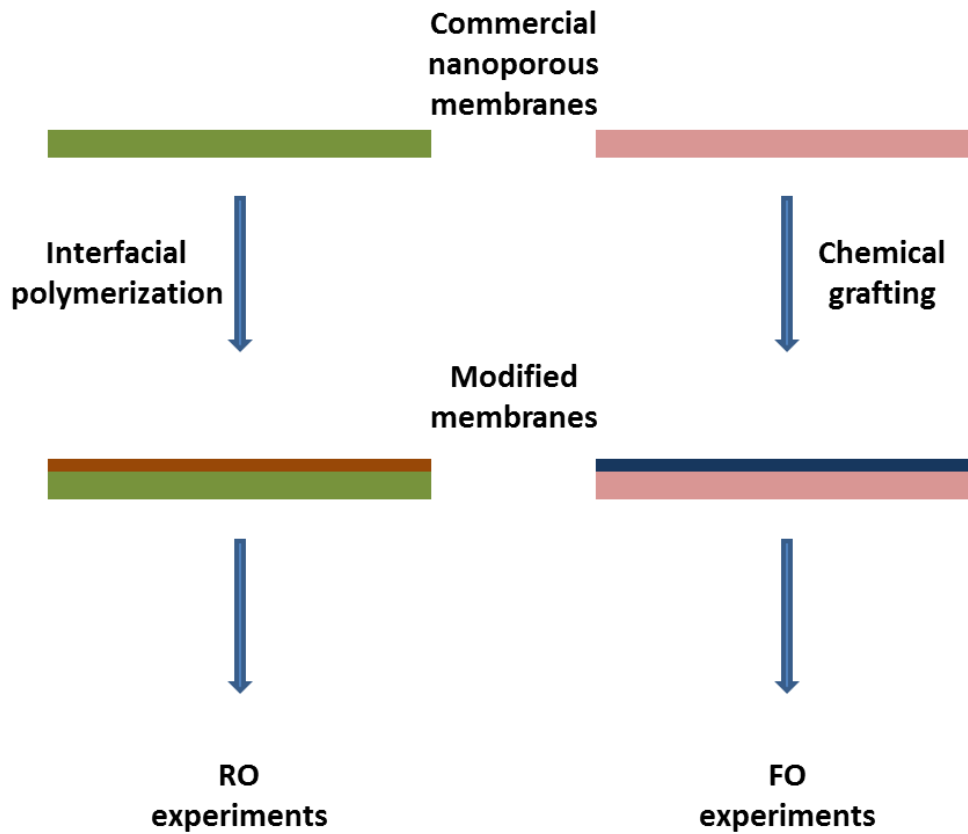 Commercial
nanoporous
membranes
Interfacial
polymerization
Chemical
grafting
Modified
membranes
RO
experiments
FO
experiments